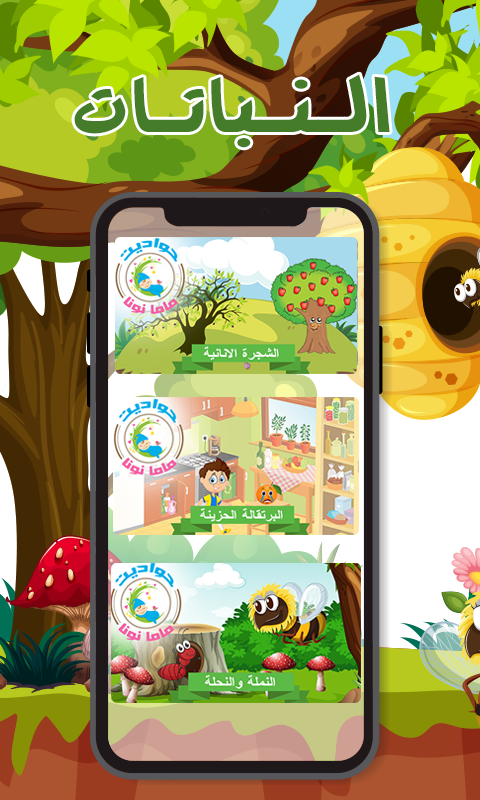 النباتات
حواديت
ماما نونا
الشجرة الانانية
حواديت
ماما نونا
البرتقالة الحزينة
حواديت
ماما نونا
النملة والنحلة